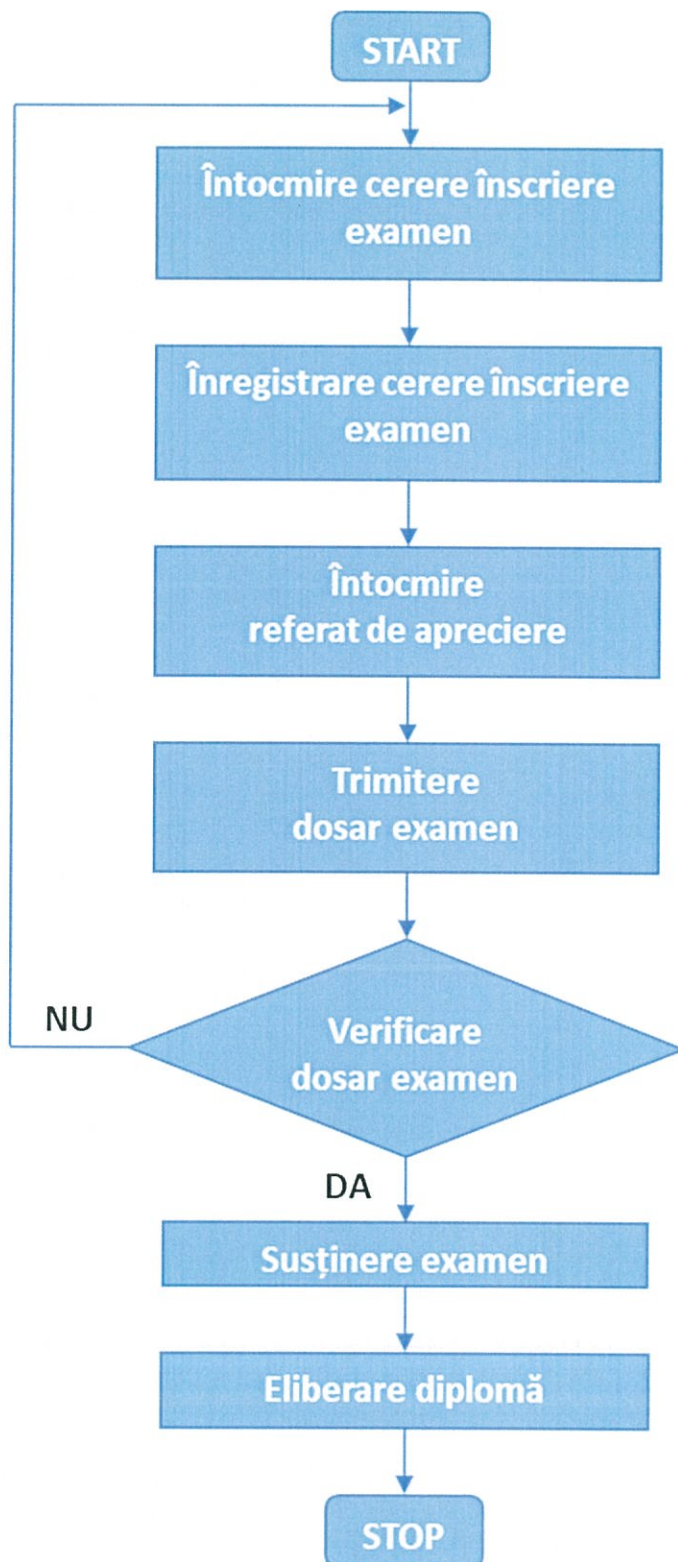 START
Întocmire cerere înscriere
examen
Înregistrare cerere înscriere
examen
Întocmire
referat de apreciere
Trimitere
dosar examen
NU
Verificare
dosar examen
DA
Susținere examen
Eliberare diplomă
STOP